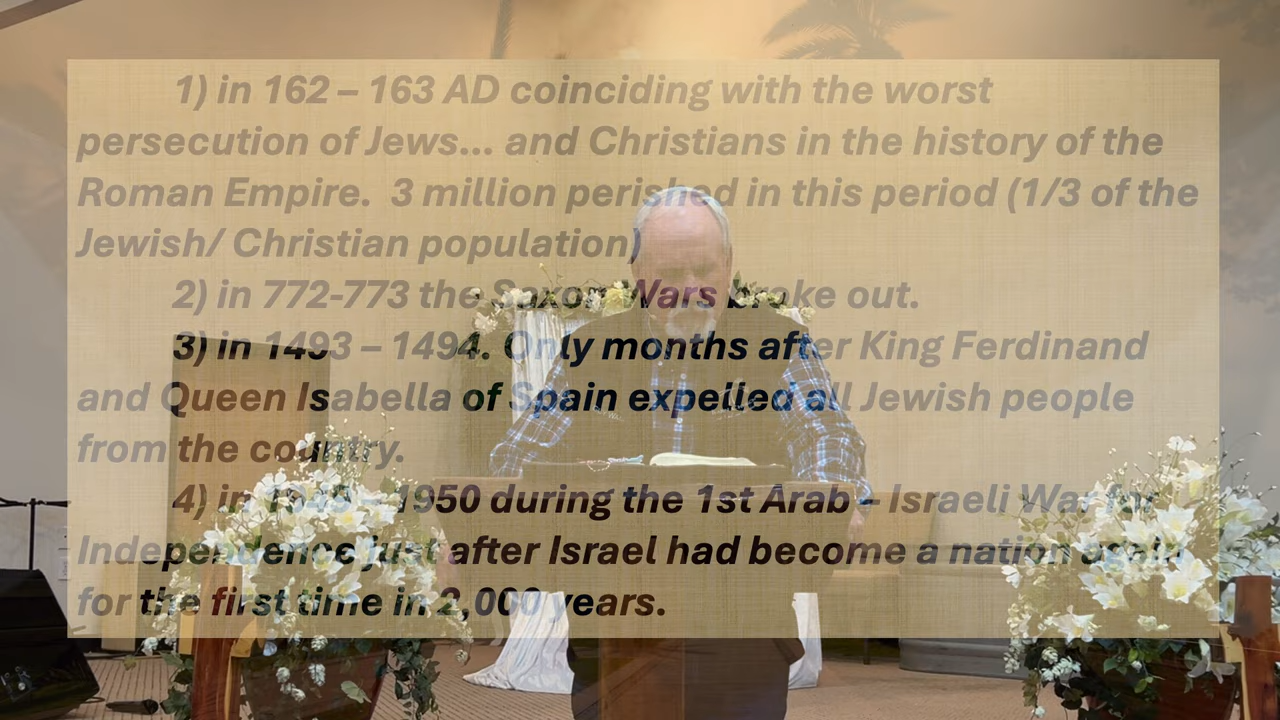 1) in 162 – 163 AD coinciding with the worst
persecution of Jews... and Christians in the history of the
Roman Empire.  3 million perished in this period (1/3 of the
Jewish/ Christian population)
2) in 772-773 the Saxon Wars broke out.
3) in 1493 – 1494. Only months after King Ferdinand
and Queen Isabella of Spain expelled all Jewish people
from the country.
4) in 1949 – 1950 during the 1st Arab – Israeli War for
Independence just after Israel had become a nation again
for the first time in 2,000 years.